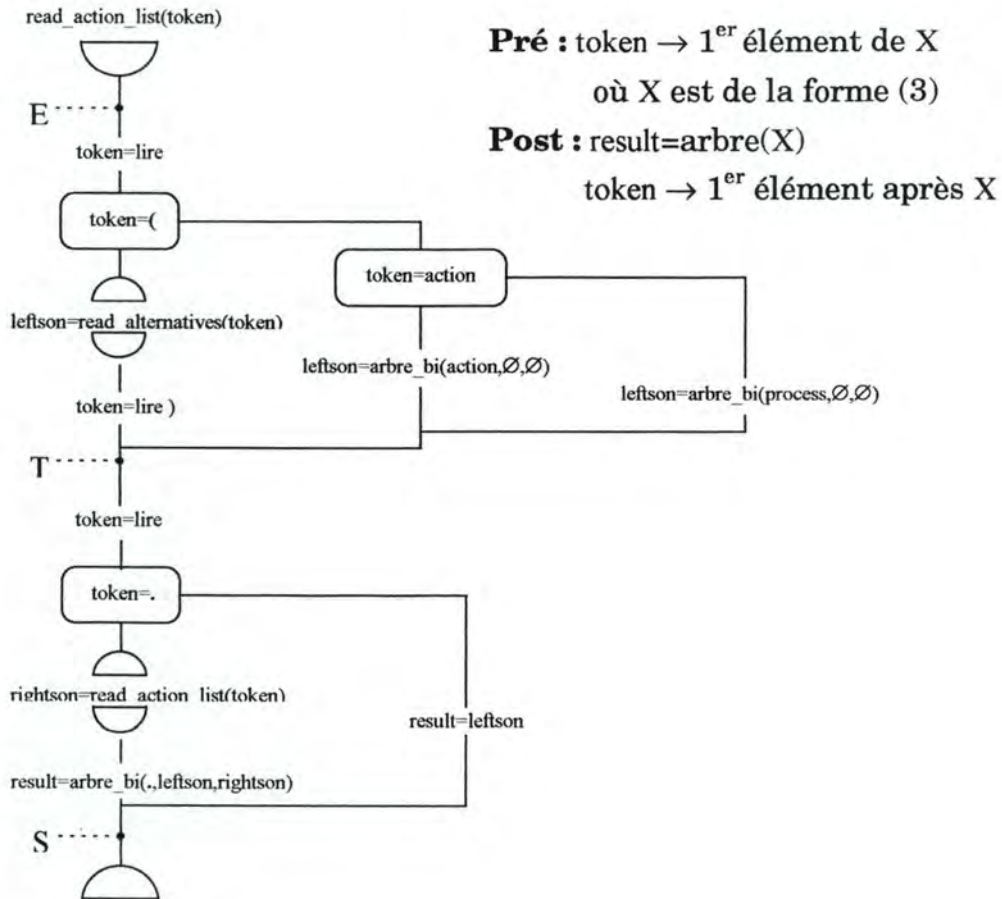 read_action_list(token)
Pré : token → 1er élément de X
où X est de la forme (3)
Post : result=arbre(X)
token → 1er élément après X
E
token=lire
token=(
token=action
leftson=read_alternatives(token)
leftson=arbre_bi(action,∅,∅)
leftson=arbre_bi(process,∅,∅)
token=lire )
T
token=lire
token=.
rightson=read_action_list(token)
result=leftson
result=arbre_bi(.,leftson,rightson)
S